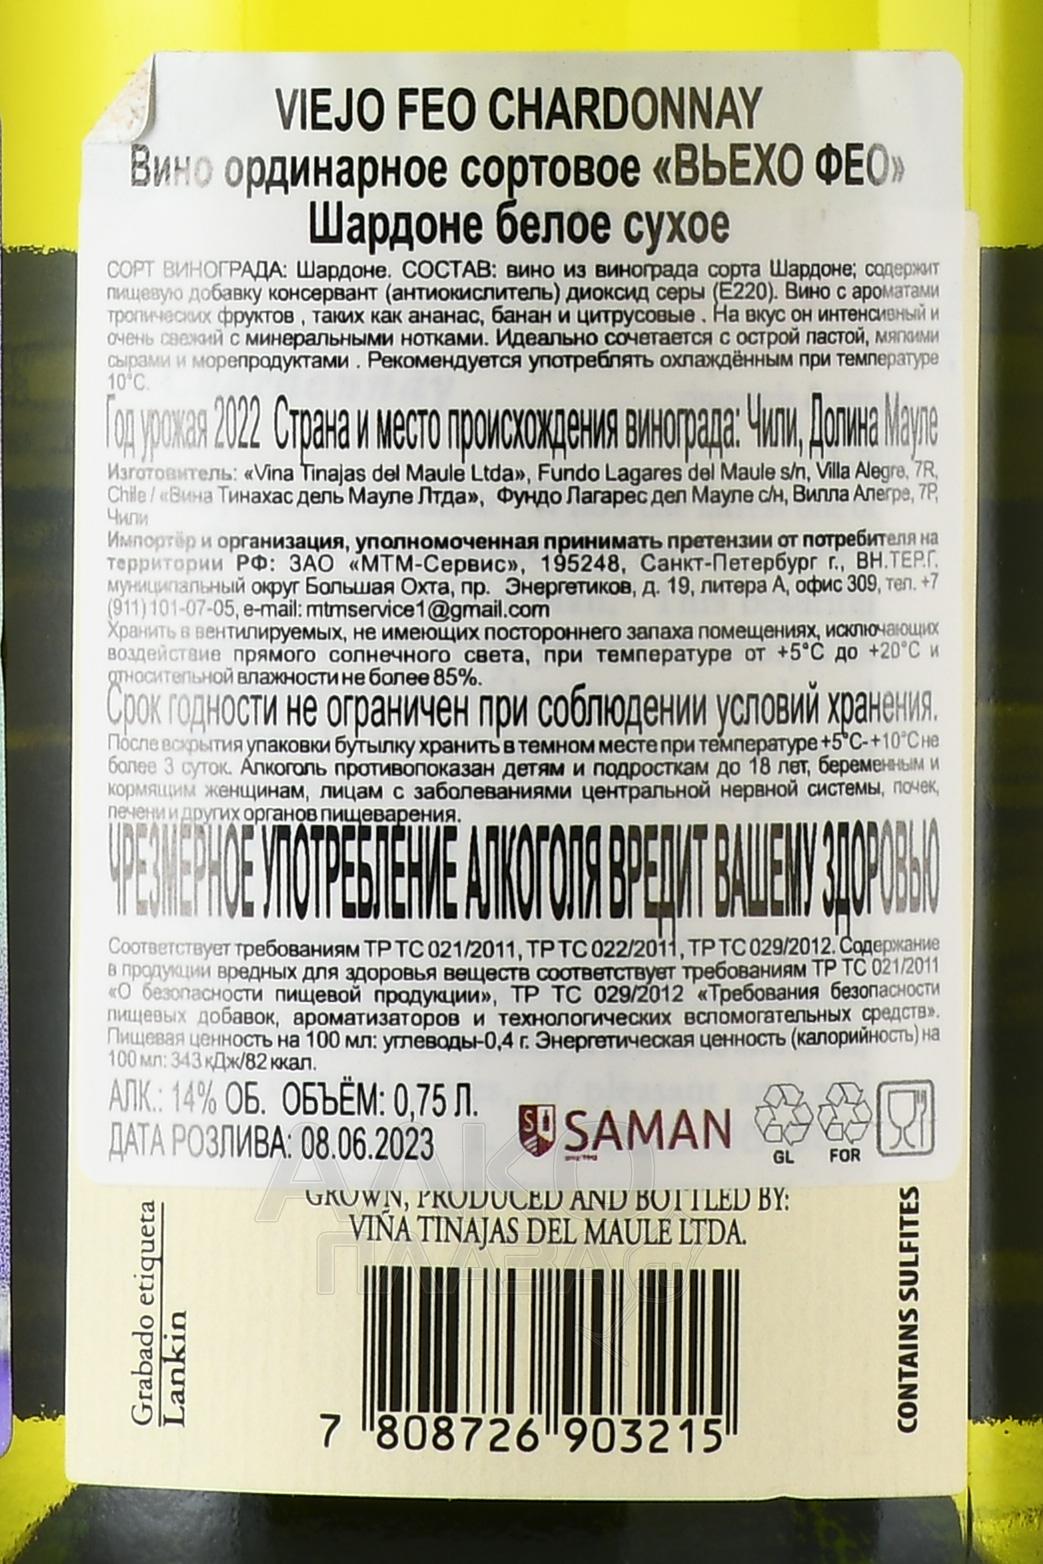 VIEJO FEO CHARDONNAY
Вино ординарное сортовое «ВЬЕХО ФЕО»
Шардоне белое сухое
СОРТ ВИНОГРАДА: Шардоне. СОСТАВ: вино из винограда сорта Шардоне; содержит
пищевую добавку консервант (антиокислитель) диоксид серы (Е220). Вино с ароматами
тропических фруктов , таких как ананас, банан и цитрусовые . На вкус он интенсивный и
очень свежий с минеральными нотками. Идеально сочетается с острой пастой, мягкими
сырами и морепродуктами . Рекомендуется употреблять охлаждённым при температуре
10°С.
Год урожая 2022 Страна и место происхождения винограда: Чили, Долина Мауле
Изготовитель: «Vina Tinajas del Maule Ltda», Fundo Lagares del Maule s/n, Villa Alegre, 7R,
Chile / «Вина Тинахас дель Мауле Лтда», Фундо Лагарес дел Мауле с/н, Вилла Алегре, 7Р,
Чили
Импортёр и организация, уполномоченная принимать претензии от потребителя на
территории РФ: ЗАО «МТМ-Сервис», 195248, Санкт-Петербург г., ВН.ТЕР.Г.
муниципальный округ Большая Охта, пр. Энергетиков, д. 19, литера А, офис 309, тел. +7
(911) 101-07-05, e-mail: mtmservice1@gmail.com
Хранить в вентилируемых, не имеющих постороннего запаха помещениях, исключающих
воздействие прямого солнечного света, при температуре от +5°С до +20°С и
относительной влажности не более 85%.
Срок годности не ограничен при соблюдении условий хранения.
После вскрытия упаковки бутылку хранить в темном месте при температуре +5°С- +10°С не
более 3 суток. Алкоголь противопоказан детям и подросткам до 18 лет, беременным и
кормящим женщинам, лицам с заболеваниями центральной нервной системы, почек,
печени и других органов пищеварения.
ЧРЕЗМЕРНОЕ УПОТРЕБЛЕНИЕ АЛКОГОЛЯ ВРЕДИТ ВАШЕМУ ЗДОРОВЬЮ
Соответствует требованиям ТР ТС 021/2011, ТР ТС 022/2011, ТР ТС 029/2012. Содержание
в продукции вредных для здоровья веществ соответствует требованиям ТР ТС 021/2011
«О безопасности пищевой продукции», ТР ТС 029/2012 «Требования безопасности
пищевых добавок, ароматизаторов и технологических вспомогательных средств».
Пищевая ценность на 100 мл: углеводы-0,4 г. Энергетическая ценность (калорийность) на
100 мл: 343 кДж/82 ккал.
АЛК.: 14% ОБ. ОБЪЁМ: 0,75 Л.
ДАТА РОЗЛИВА: 08.06.2023
SAMAN
GL
FOR
GROWN, PRODUCED AND BOTTLED BY:
VIÑA TINAJAS DEL MAULE LTDA.
Grabado etiqueta
Lankin
CONTAINS SULFITES
7 808726 903215